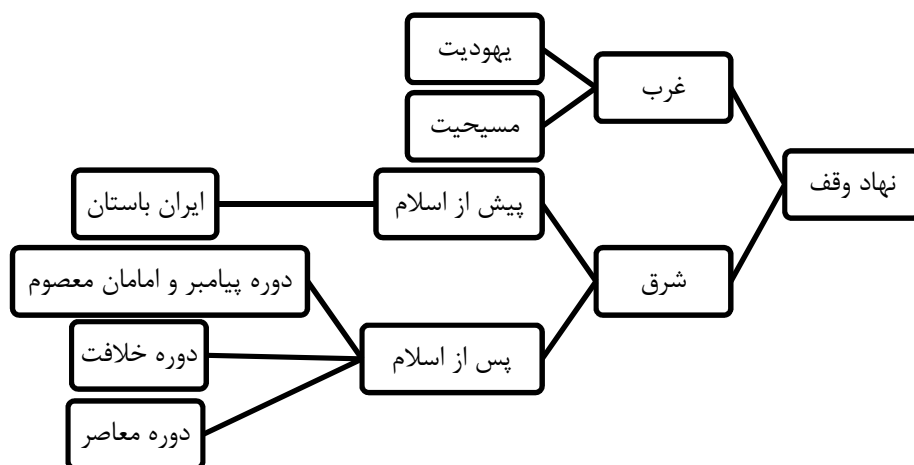 نهاد وقف
غرب
یهودیت
مسیحیت
شرق
پیش از اسلام
ایران باستان
پس از اسلام
دوره پیامبر و امامان معصوم
دوره خلافت
دوره معاصر